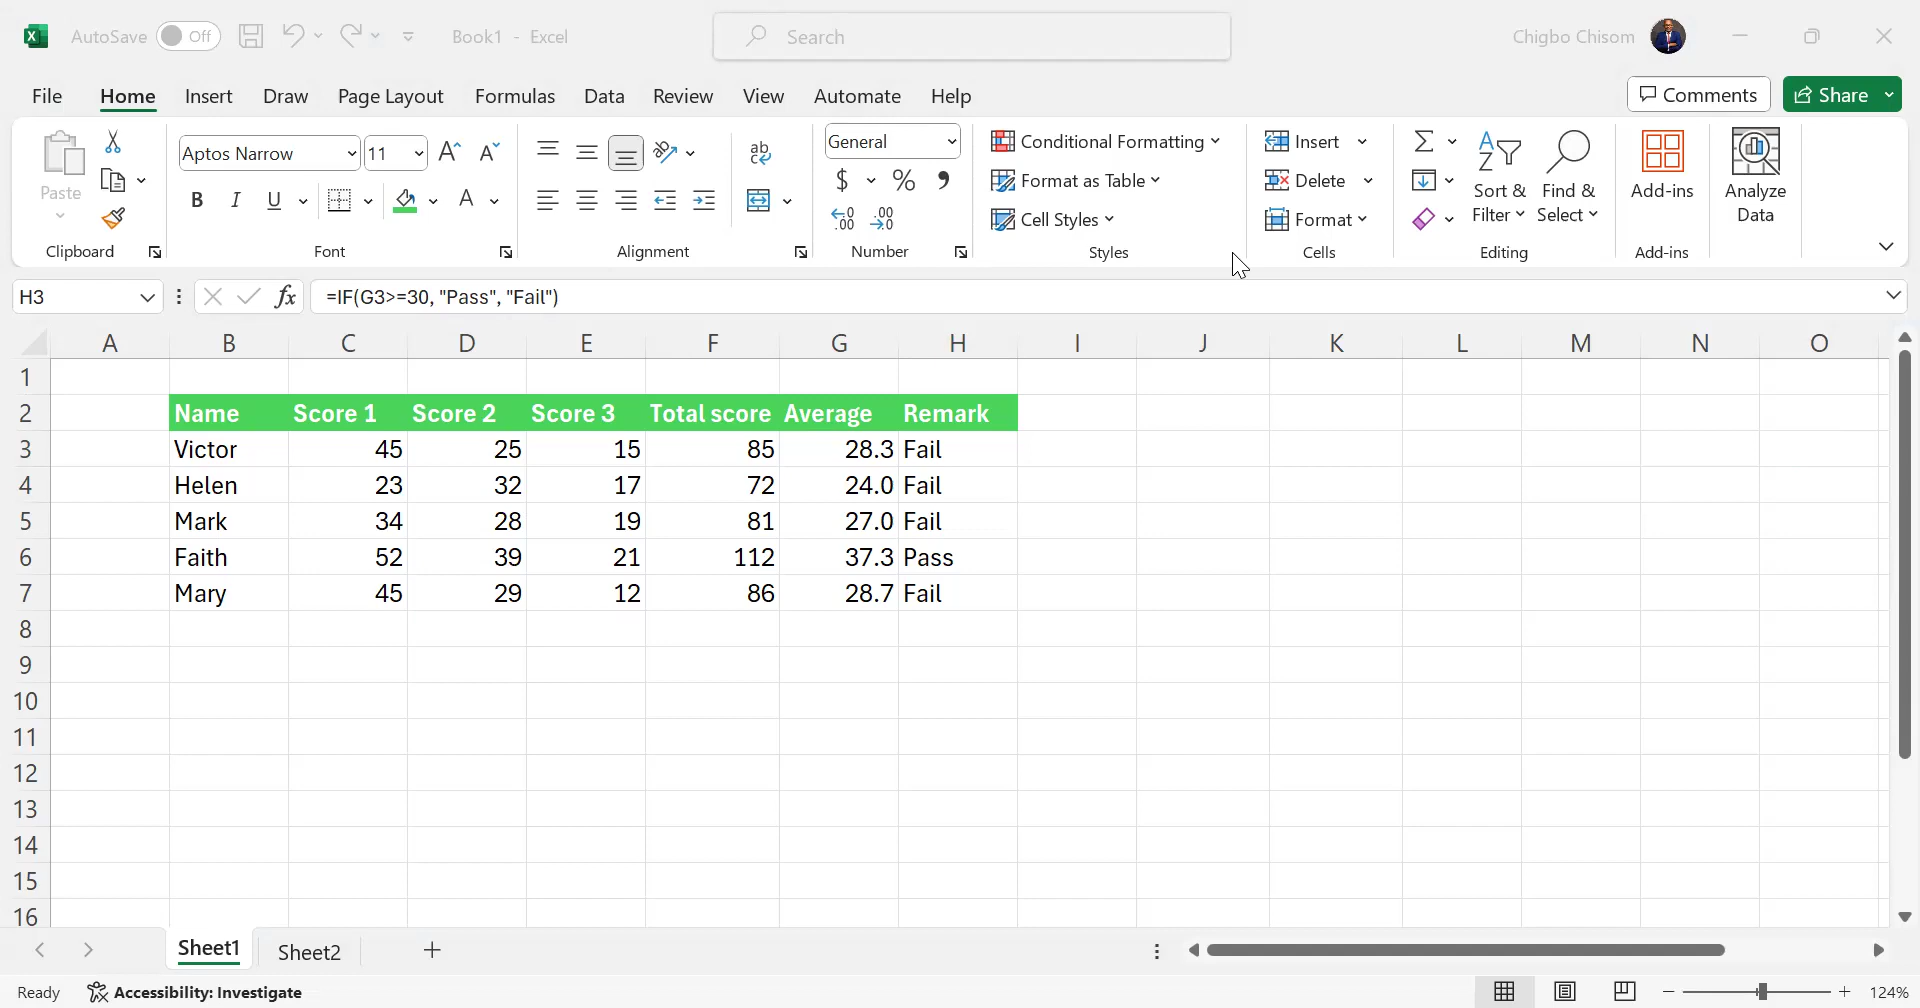 AutoSave Off Book1 - Excel Search Chigbo Chisom
File Home Insert Draw Page Layout Formulas Data Review View Automate Help Comments Share
Paste
Clipboard
Aptos Narrow 11
B I U A
Font
ab
c
Alignment
General
$ % ,
Number
Conditional Formatting
Format as Table
Cell Styles
Styles
Insert
Delete
Format
Cells
Sort & Filter
Find & Select
Editing
Add-ins
Add-ins
Analyze Data
H3 fx =IF(G3>=30, "Pass", "Fail")
A B C D E F G H I J K L M N O
1
2 Name Score 1 Score 2 Score 3 Total score Average Remark
3 Victor 45 25 15 85 28.3 Fail
4 Helen 23 32 17 72 24.0 Fail
5 Mark 34 28 19 81 27.0 Fail
6 Faith 52 39 21 112 37.3 Pass
7 Mary 45 29 12 86 28.7 Fail
8
9
10
11
12
13
14
15
16
Sheet1 Sheet2 +
Ready Accessibility: Investigate 124%